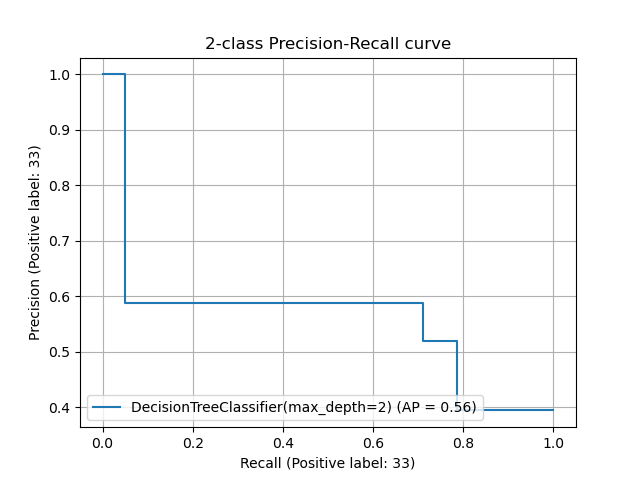 2-class Precision-Recall curve
1.0
0.9
0.8
0.7
0.6
0.5
0.4
Precision (Positive label: 33)
DecisionTreeClassifier(max_depth=2) (AP = 0.56)
0.0 0.2 0.4 0.6 0.8 1.0
Recall (Positive label: 33)